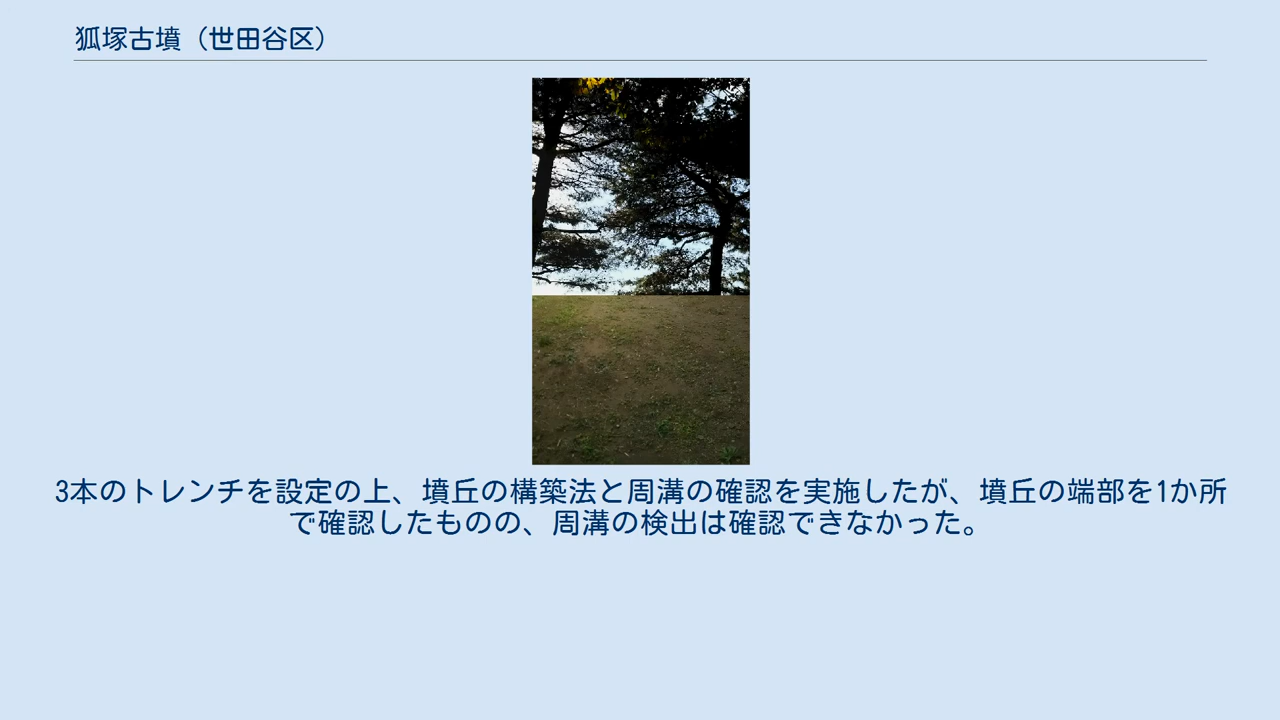 狐塚古墳（世田谷区）
3本のトレンチを設定の上、墳丘の構築法と周溝の確認を実施したが、墳丘の端部を1か所
で確認したものの、周溝の検出は確認できなかった。